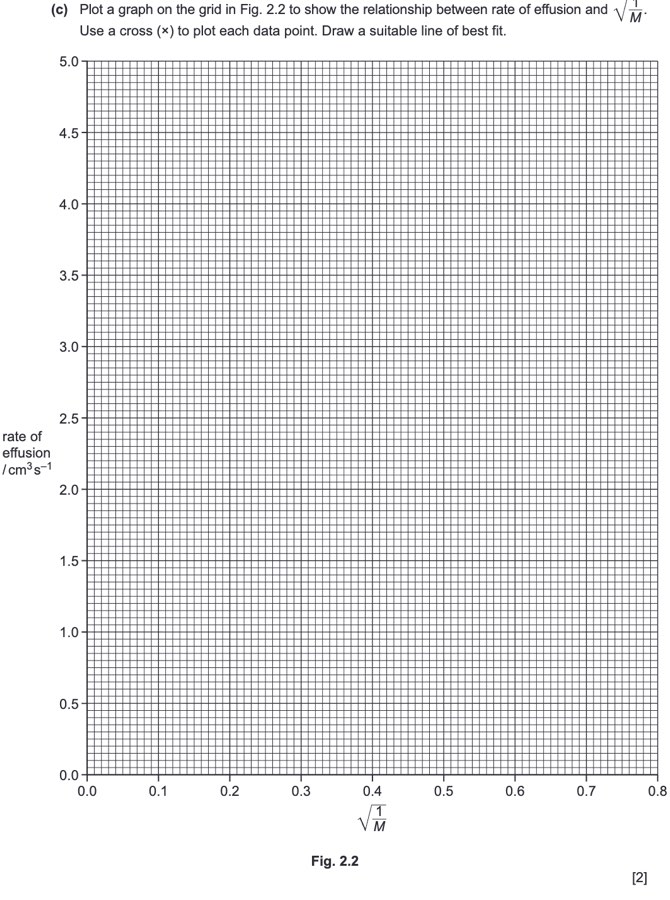 (c) Plot a graph on the grid in Fig. 2.2 to show the relationship between rate of effusion and √1/M.
Use a cross (×) to plot each data point. Draw a suitable line of best fit.
5.0
4.5
4.0
3.5
3.0
2.5
rate of
effusion
/cm³s⁻¹
2.0
1.5
1.0
0.5
0.0
0.0 0.1 0.2 0.3 0.4 0.5 0.6 0.7 0.8
√1/M
Fig. 2.2
[2]